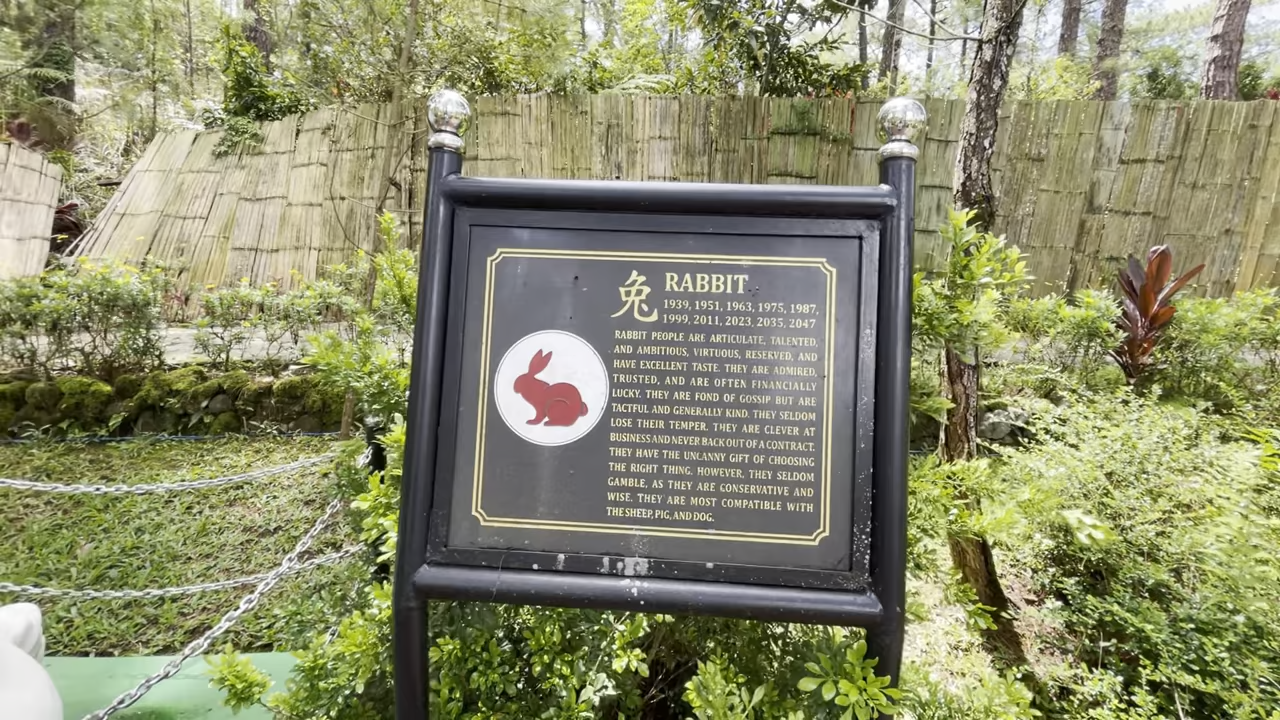 兔
RABBIT
1939, 1951, 1963, 1975, 1987,
1999, 2011, 2023, 2035, 2047
RABBIT PEOPLE ARE ARTICULATE, TALENTED,
AND AMBITIOUS, VIRTUOUS, RESERVED, AND
HAVE EXCELLENT TASTE. THEY ARE ADMIRED,
TRUSTED, AND ARE OFTEN FINANCIALLY
LUCKY. THEY ARE FOND OF GOSSIP BUT ARE
TACTFUL AND GENERALLY KIND. THEY SELDOM
LOSE THEIR TEMPER. THEY ARE CLEVER AT
BUSINESS AND NEVER BACK OUT OF A CONTRACT.
THEY HAVE THE UNCANNY GIFT OF CHOOSING
THE RIGHT THING. HOWEVER, THEY SELDOM
GAMBLE, AS THEY ARE CONSERVATIVE AND
WISE. THEY ARE MOST COMPATIBLE WITH
THE SHEEP, PIG, AND DOG.